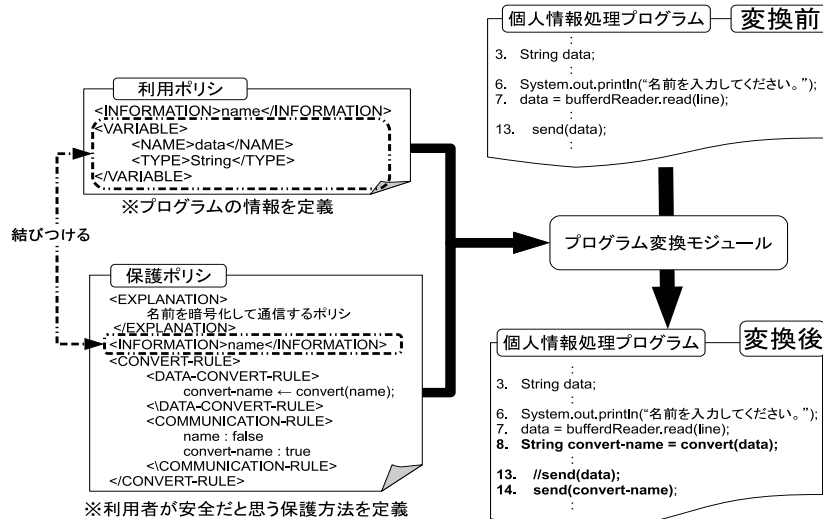 利用ポリシ
<INFORMATION>name</INFORMATION>
<VARIABLE>
<NAME>data</NAME>
<TYPE>String</TYPE>
</VARIABLE>
※プログラムの情報を定義
結びつける
保護ポリシ
<EXPLANATION>
名前を暗号化して通信するポリシ
</EXPLANATION>
<INFORMATION>name</INFORMATION>
<CONVERT-RULE>
<DATA-CONVERT-RULE>
convert-name ← convert(name);
<\DATA-CONVERT-RULE>
<COMMUNICATION-RULE>
name : false
convert-name : true
<\COMMUNICATION-RULE>
</CONVERT-RULE>
※利用者が安全だと思う保護方法を定義
個人情報処理プログラム 変換前
:
3. String data;
:
6. System.out.println(“名前を入力してください。”);
7. data = bufferdReader.read(line);
:
13. send(data);
:
プログラム変換モジュール
個人情報処理プログラム 変換後
:
3. String data;
:
6. System.out.println(“名前を入力してください。”);
7. data = bufferdReader.read(line);
8. String convert-name = convert(data);
:
13. //send(data);
14. send(convert-name);
: